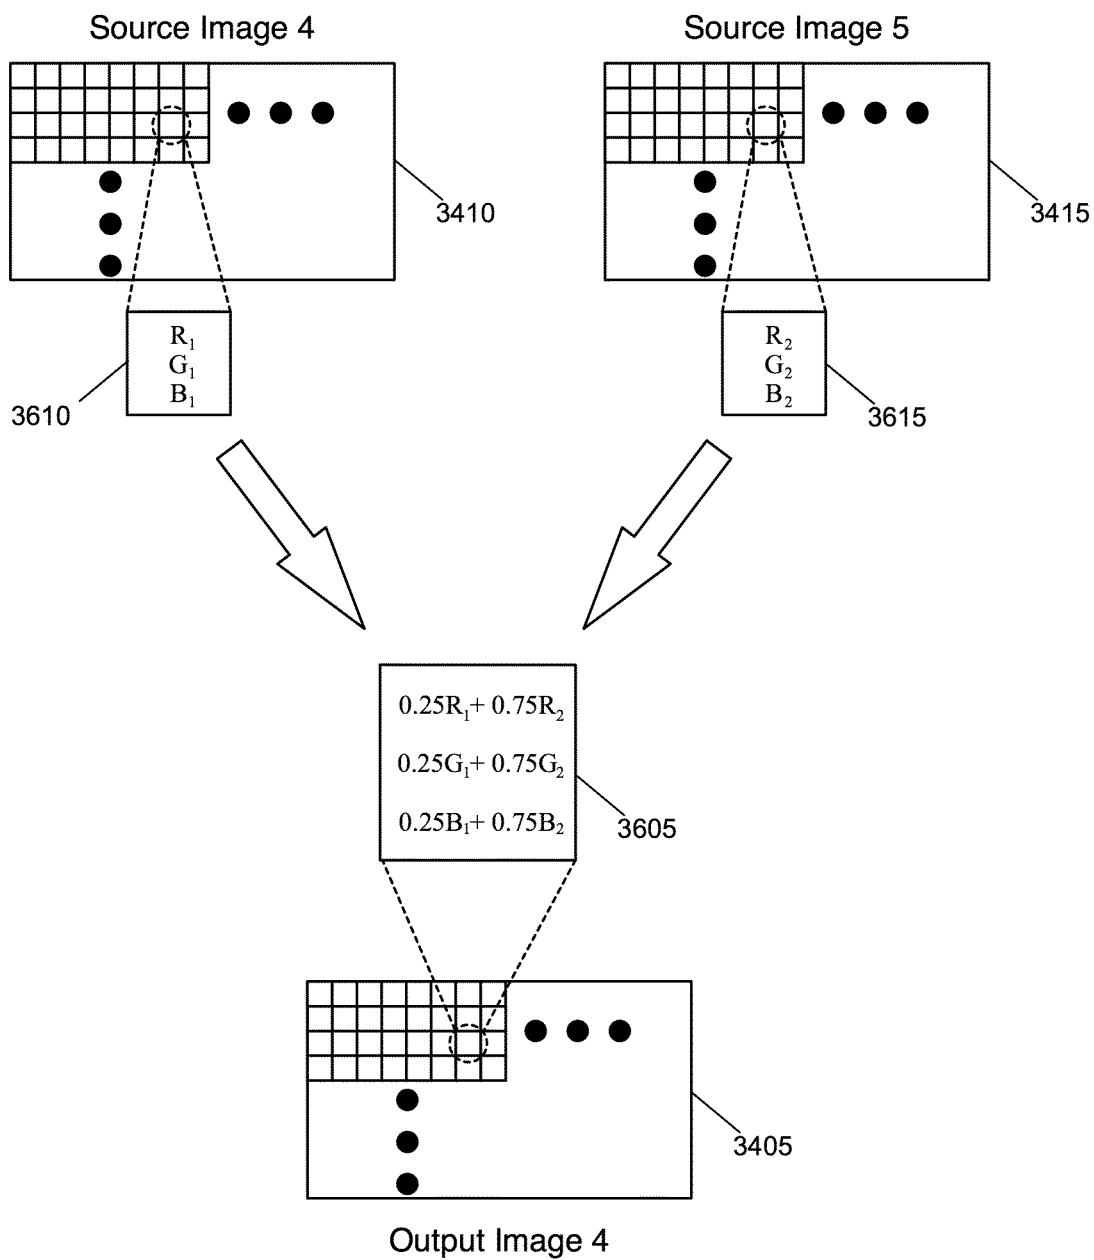 Source Image 4
Source Image 5
3410
3415
R₁
G₁
B₁
R₂
G₂
B₂
3610
3615
0.25R₁+ 0.75R₂
0.25G₁+ 0.75G₂
0.25B₁+ 0.75B₂
3605
3405
Output Image 4